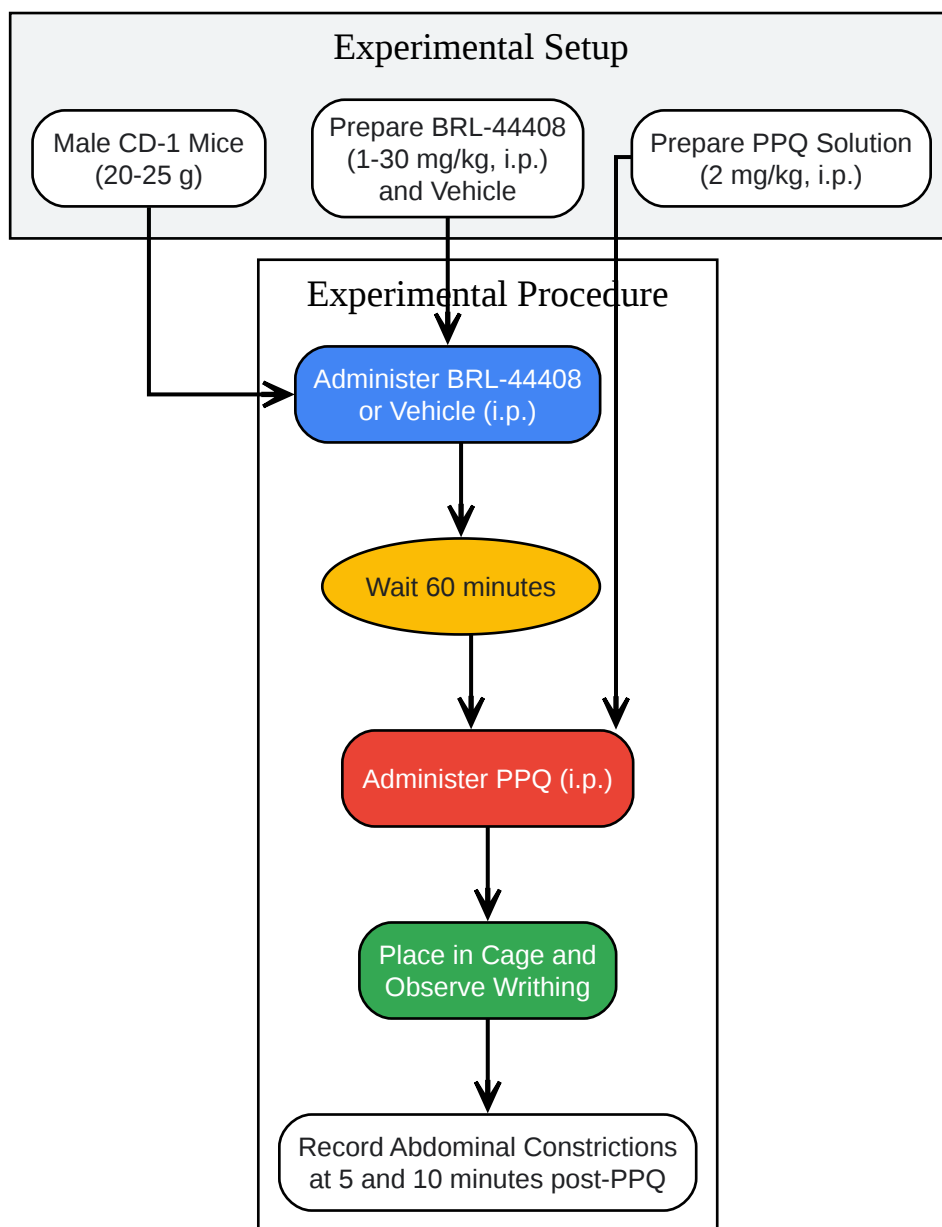 Experimental Setup
Male CD-1 Mice
(20-25 g)
Prepare BRL-44408
(1-30 mg/kg, i.p.)
and Vehicle
Prepare PPQ Solution
(2 mg/kg, i.p.)
Experimental Procedure
Administer BRL-44408
or Vehicle (i.p.)
Wait 60 minutes
Administer PPQ (i.p.)
Place in Cage and
Observe Writhing
Record Abdominal Constrictions
at 5 and 10 minutes post-PPQ